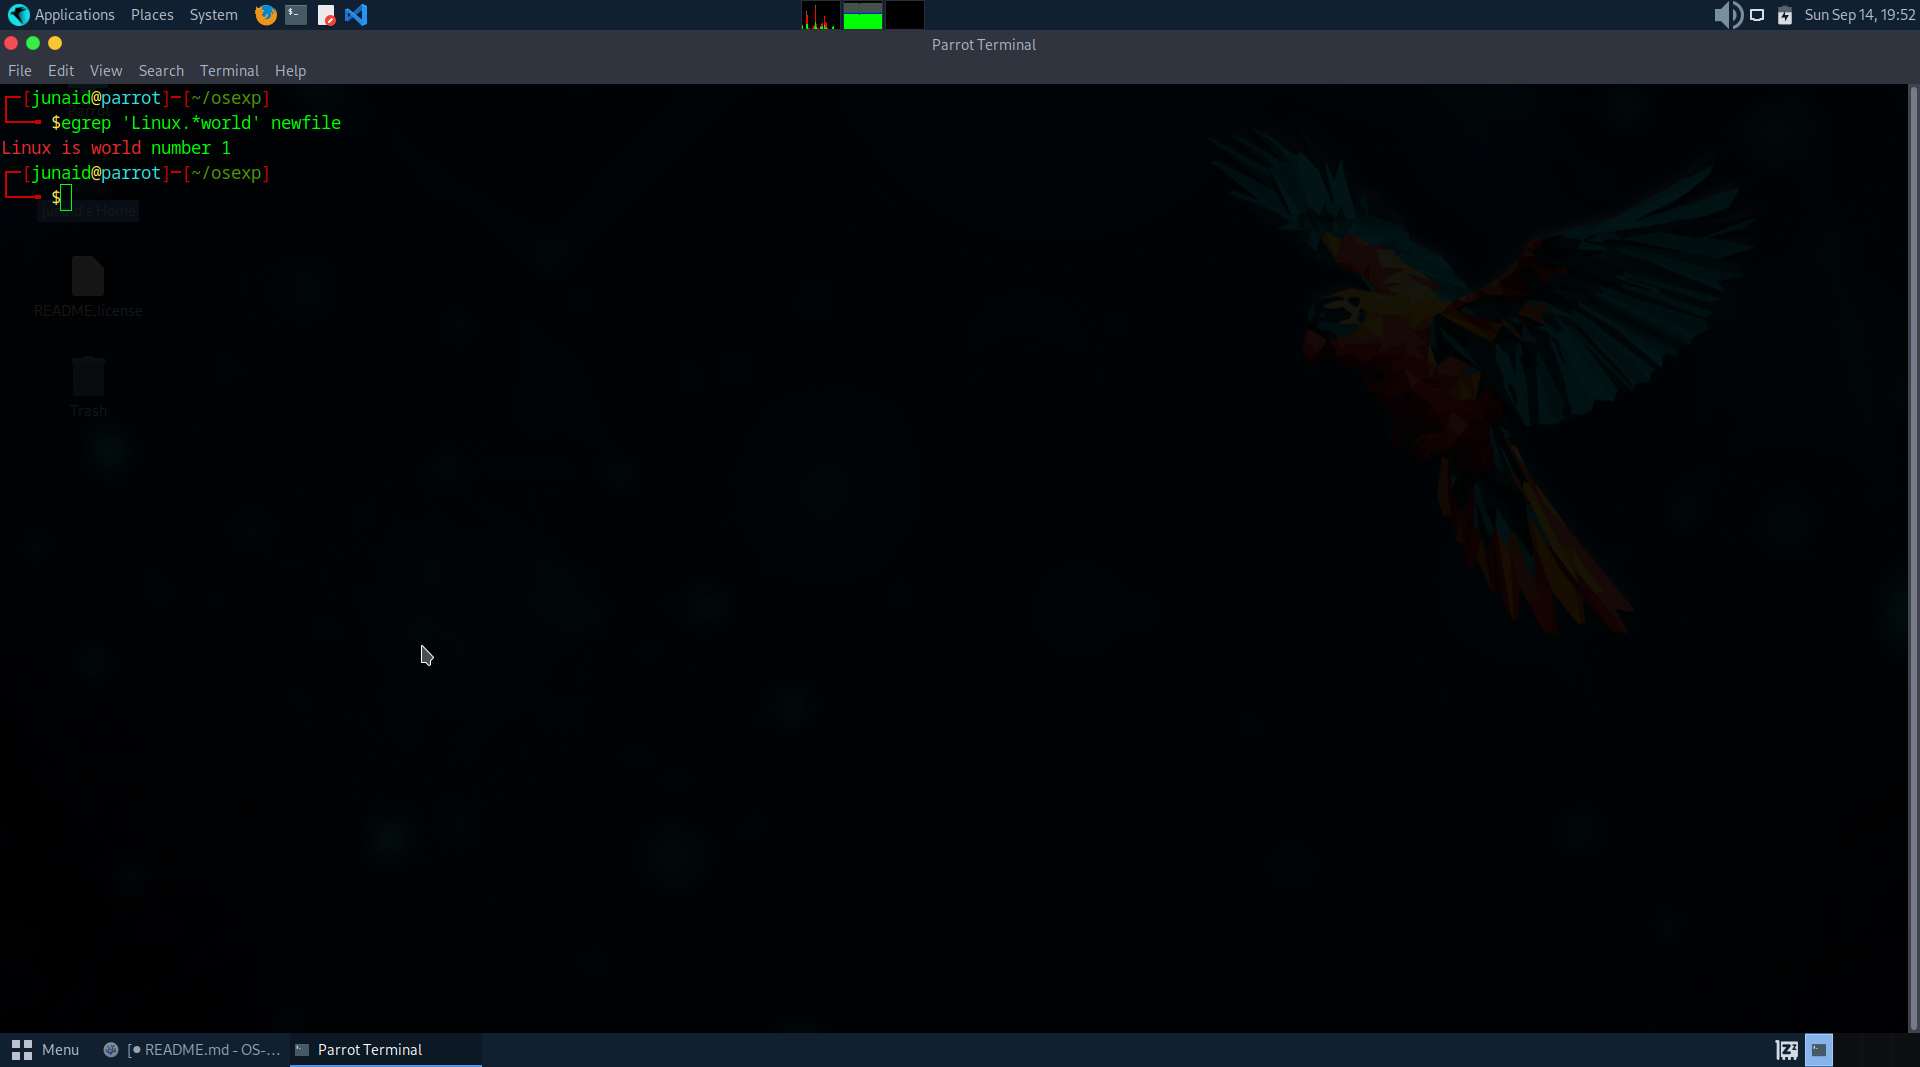 Applications Places System
Sun Sep 14, 19:52
Parrot Terminal
File Edit View Search Terminal Help
┌─[junaid@parrot]─[~/osexp]
└──╼ $egrep 'Linux.*world' newfile
Linux is world number 1
┌─[junaid@parrot]─[~/osexp]
└──╼ $
junaid's Home
README.license
Trash
Menu
[● README.md - OS-...
Parrot Terminal